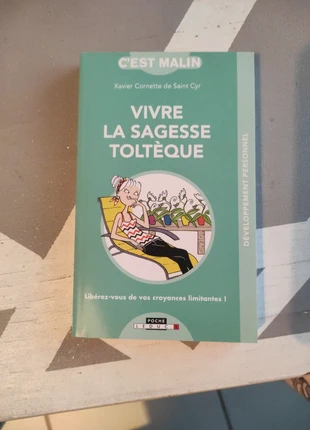 C'EST MALIN
Xavier Cornette de Saint Cyr
VIVRE
LA SAGESSE
TOLTÈQUE
DÉVELOPPEMENT PERSONNEL
Libérez-vous de vos croyances limitantes !
POCHE
LEDUC.S